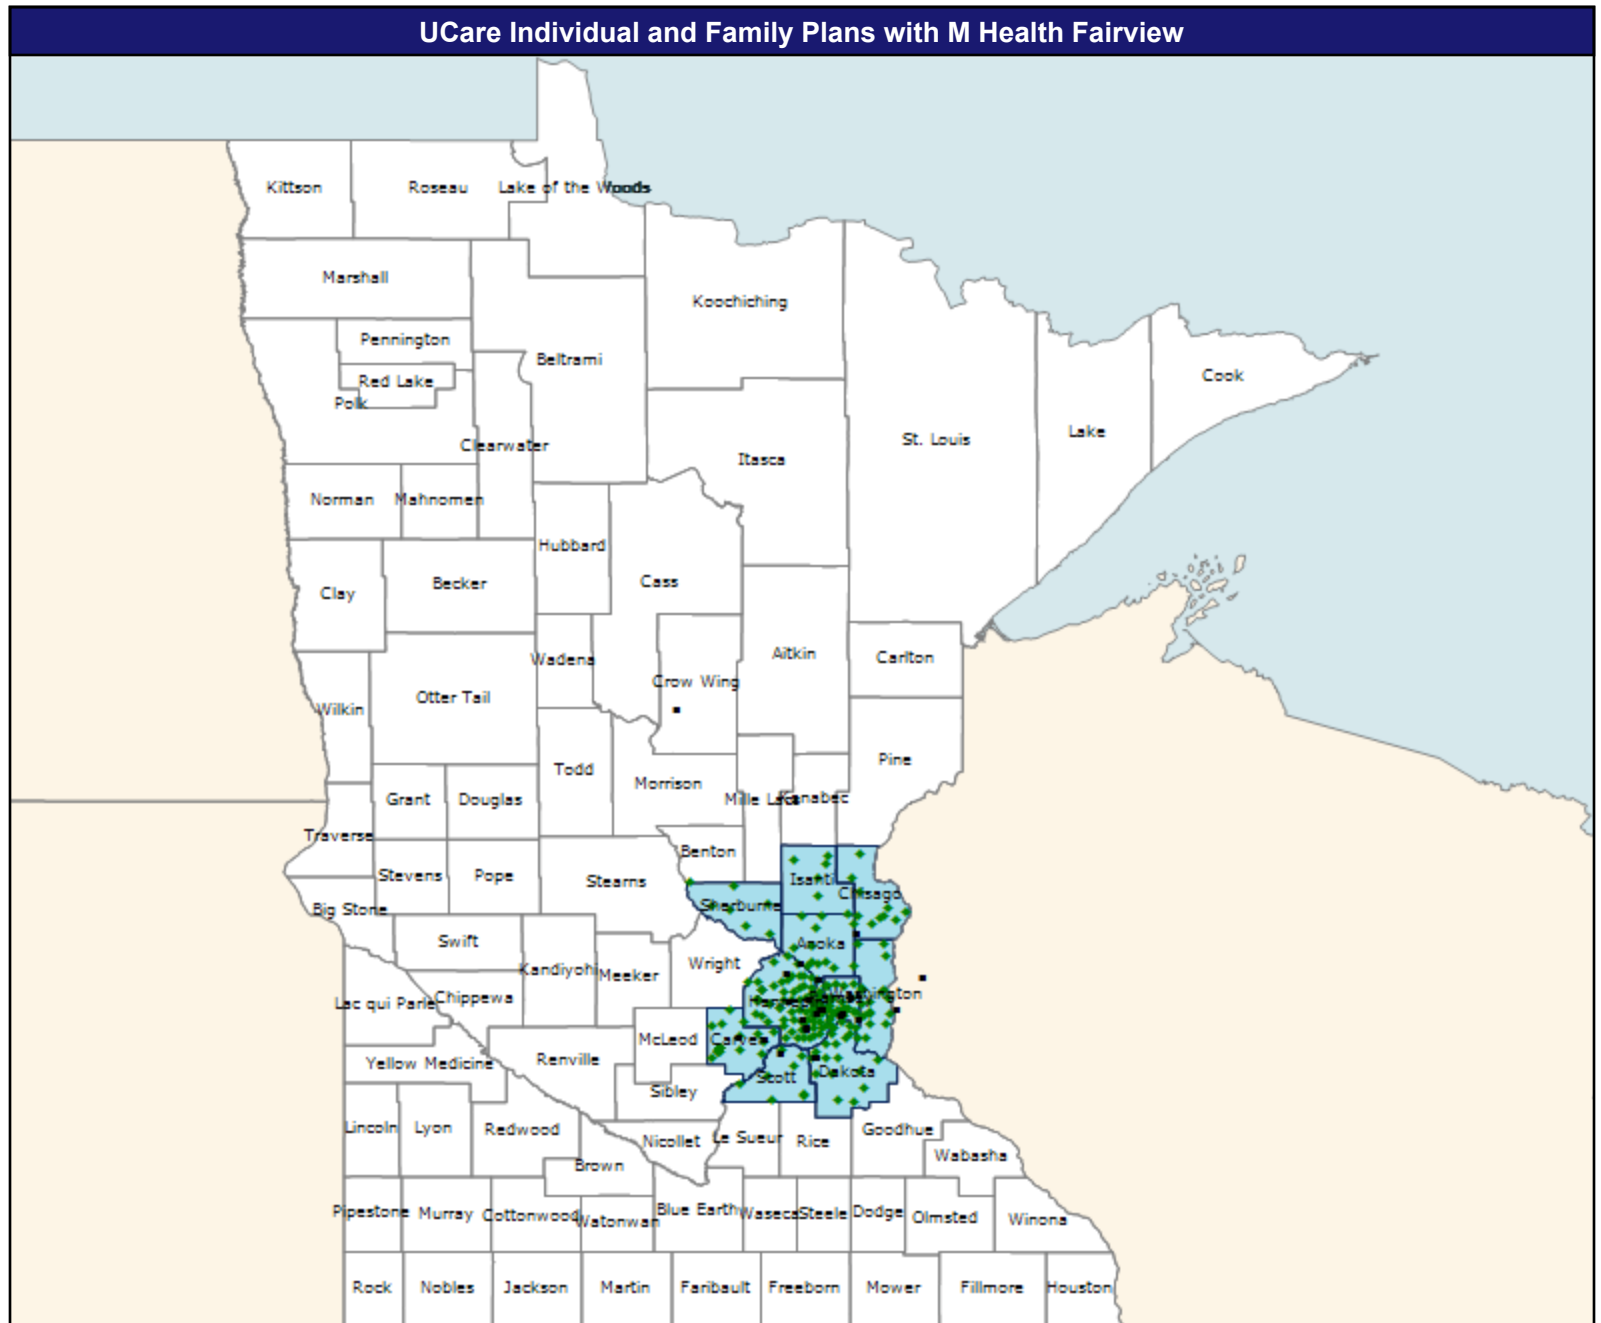 UCare Individual and Family Plans with M Health Fairview
Kittson
Roseau
Lake of the Woods
Marshall
Koochiching
Pennington
Beltrami
Red Lake
Cook
Polk
Lake
St. Louis
Clearwater
Itasca
Norman
Mahnomen
Hubbard
Cass
Becker
Clay
Aitkin
Carlton
Wadena
Crow Wing
Otter Tail
Wilkin
Pine
Todd
Morrison
Grant
Douglas
Mille Lacs
Kanabec
Traverse
Benton
Stevens
Pope
Stearns
Isanti
Chisago
Big Stone
Sherburne
Swift
Anoka
Wright
Kandiyohi
Meeker
Lac qui Parle
Chippewa
Hennepin
Washington
McLeod
Carver
Yellow Medicine
Renville
Scott
Dakota
Sibley
Lincoln
Lyon
Redwood
Goodhue
Nicollet
Le Sueur
Rice
Wabasha
Brown
Pipestone
Murray
Cottonwood
Watonwan
Blue Earth
Waseca
Steele
Dodge
Olmsted
Winona
Rock
Nobles
Jackson
Martin
Faribault
Freeborn
Mower
Fillmore
Houston